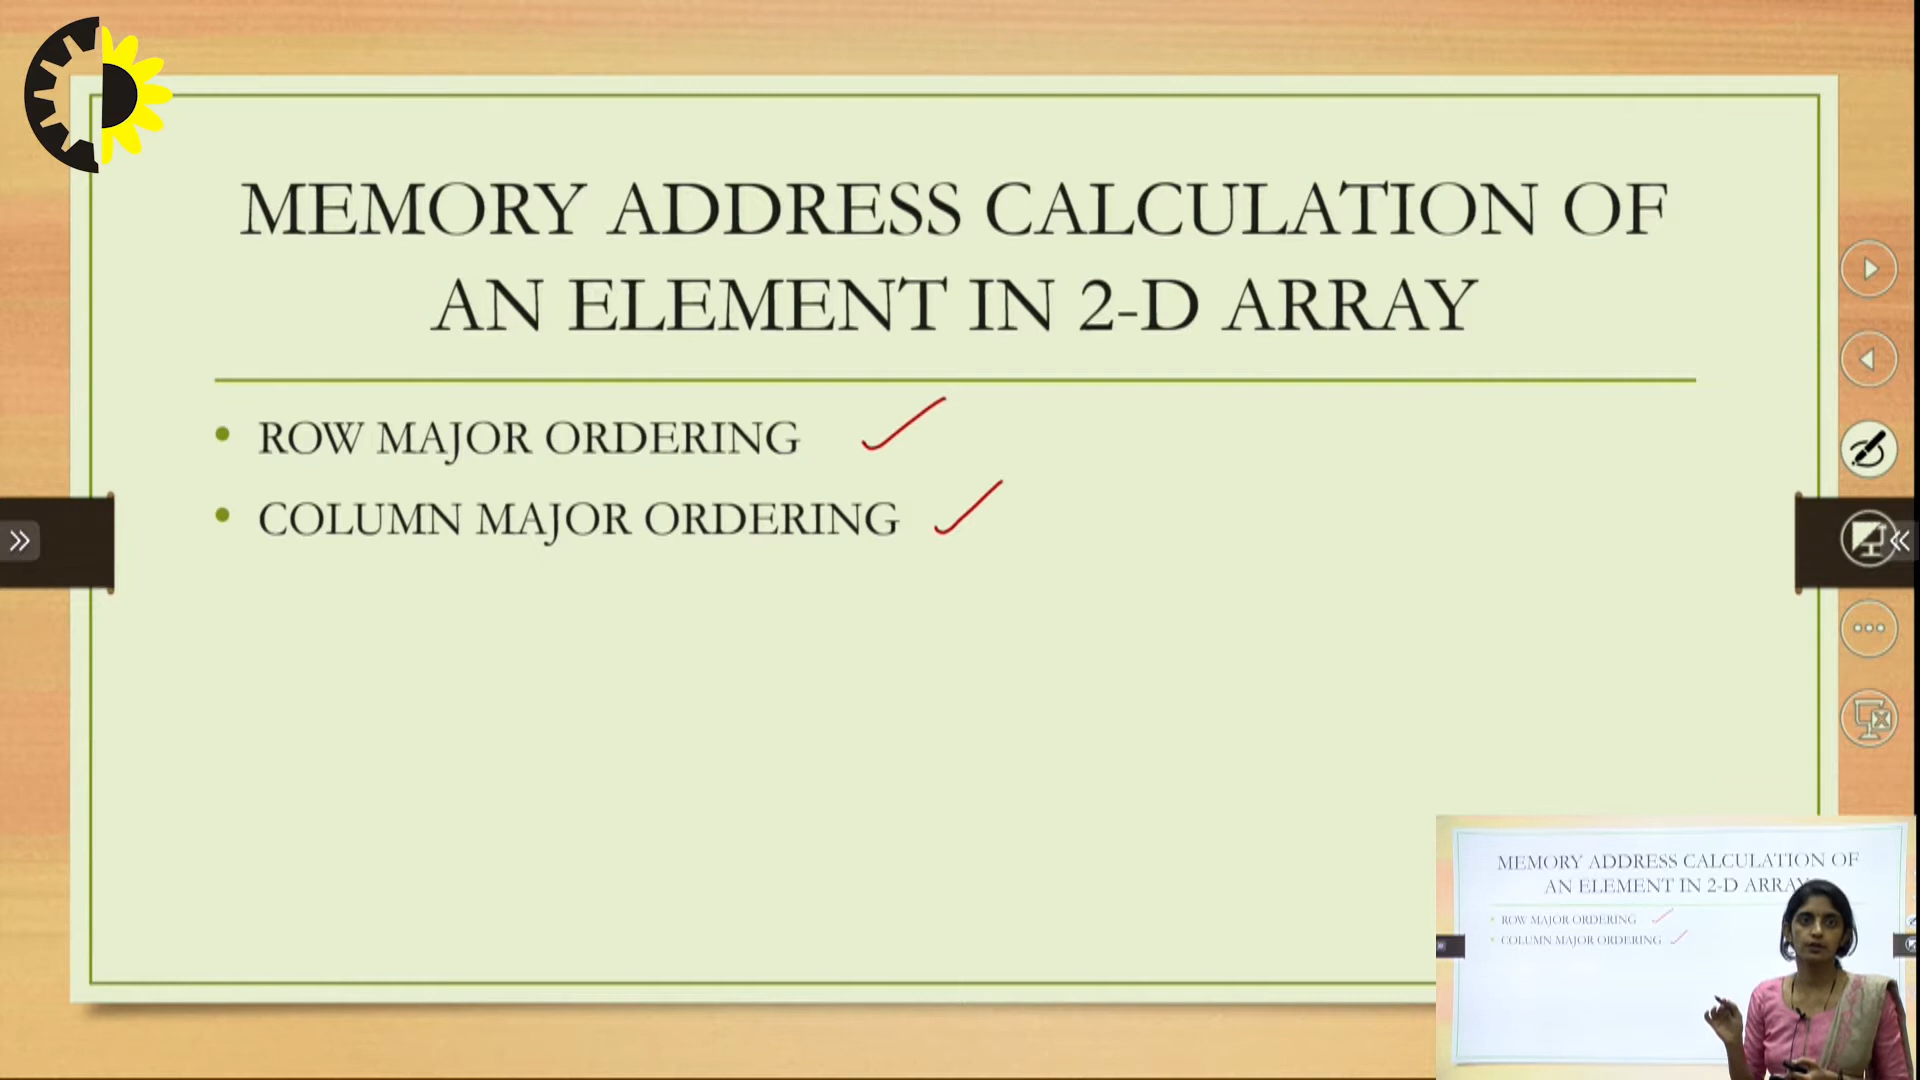 MEMORY ADDRESS CALCULATION OF
AN ELEMENT IN 2-D ARRAY
• ROW MAJOR ORDERING
• COLUMN MAJOR ORDERING
MEMORY ADDRESS CALCULATION OF
AN ELEMENT IN 2-D ARRAY
• ROW MAJOR ORDERING
• COLUMN MAJOR ORDERING